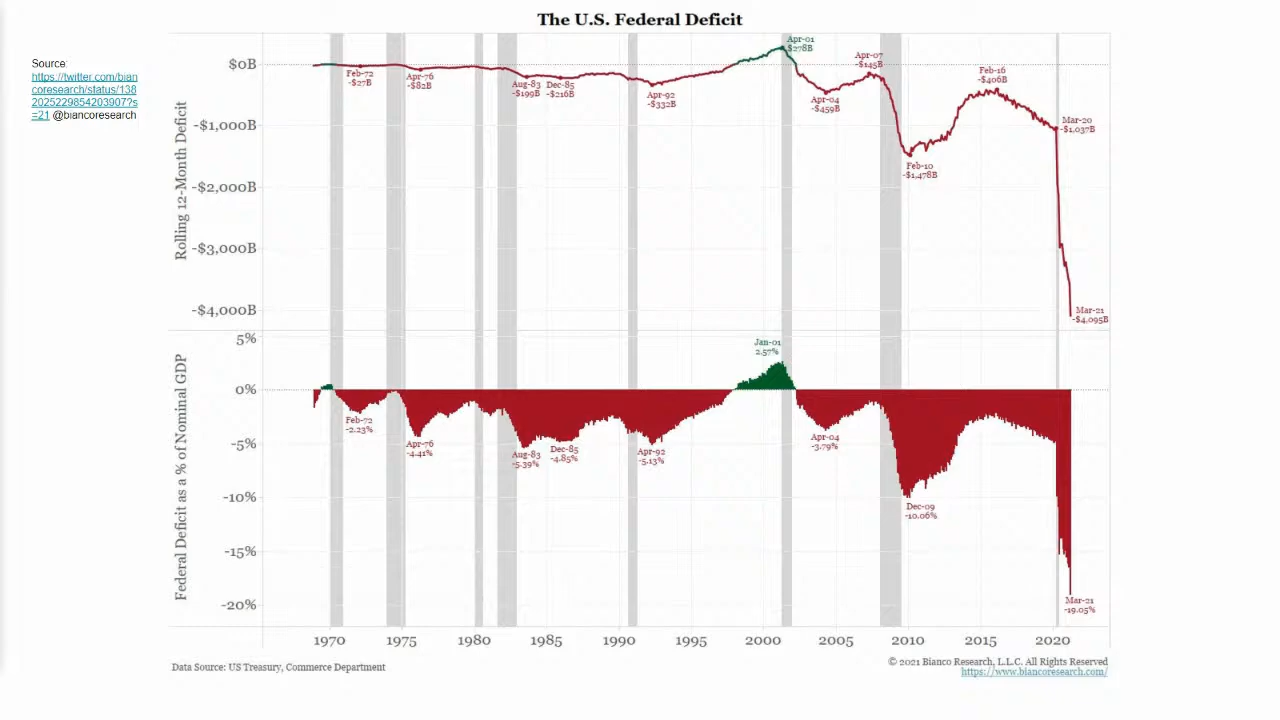 The U.S. Federal Deficit
Source:
https://twitter.com/bian
coresearch/status/138
2025229854203907?s
=21 @biancoresearch
Rolling 12-Month Deficit
$0B
-$1,000B
-$2,000B
-$3,000B
-$4,000B
Feb-72
-$27B
Apr-76
-$82B
Aug-83
-$199B
Dec-85
-$216B
Apr-92
-$332B
Apr-01
$278B
Apr-04
-$459B
Apr-07
-$145B
Feb-10
-$1,478B
Feb-16
-$406B
Mar-20
-$1,037B
Mar-21
-$4,095B
Federal Deficit as a % of Nominal GDP
5%
0%
-5%
-10%
-15%
-20%
Feb-72
-2.23%
Apr-76
-4.41%
Aug-83
-5.39%
Dec-85
-4.85%
Apr-92
-5.13%
Jan-01
2.57%
Apr-04
-3.79%
Dec-09
-10.06%
Mar-21
-19.05%
1970 1975 1980 1985 1990 1995 2000 2005 2010 2015 2020
Data Source: US Treasury, Commerce Department
© 2021 Bianco Research, L.L.C. All Rights Reserved
https://www.biancoresearch.com/